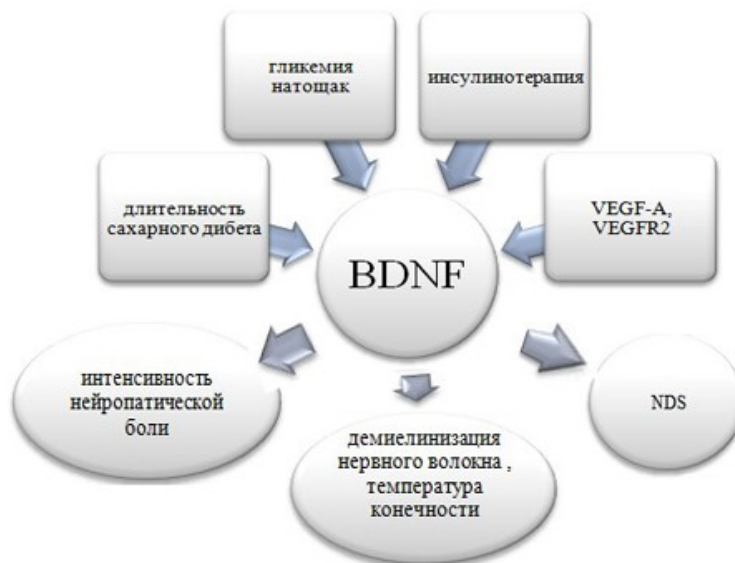 гликемия
натощак
инсулинотерапия
длительность
сахарного дибета
VEGF-A,
VEGFR2
BDNF
интенсивность
нейропатической
боли
демиелинизация
нервного волокна ,
температура
конечности
NDS